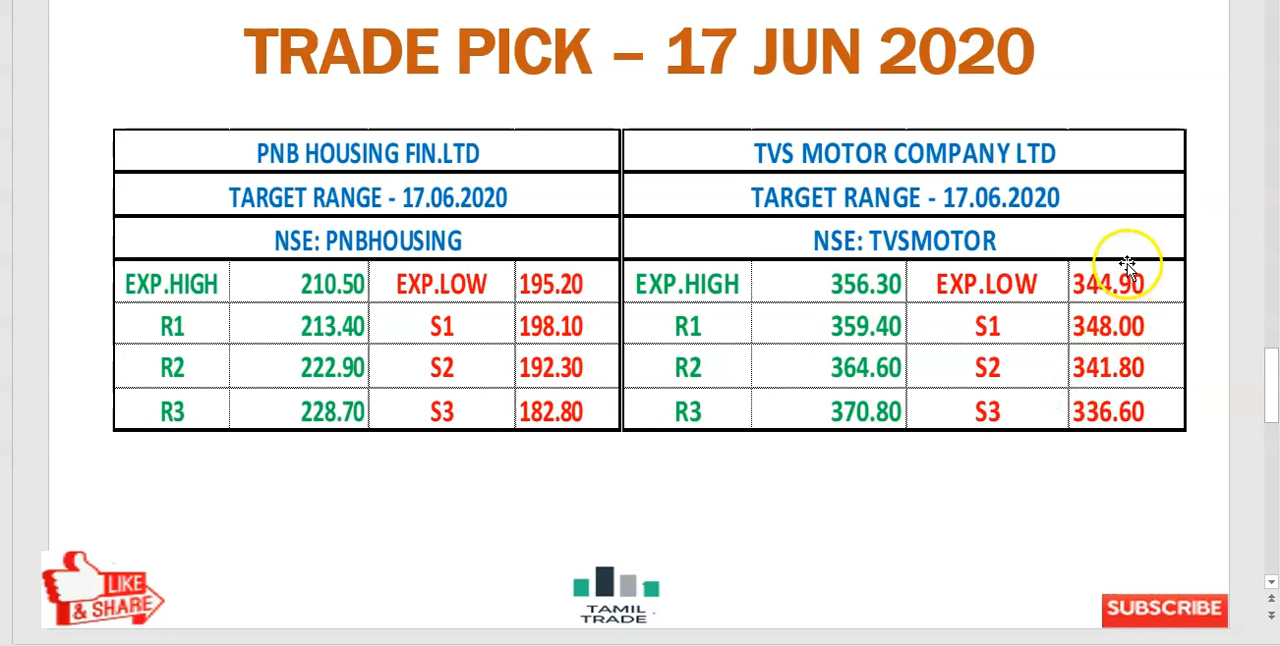 TRADE PICK – 17 JUN 2020
PNB HOUSING FIN.LTD
TARGET RANGE - 17.06.2020
NSE: PNBHOUSING
EXP.HIGH 210.50 EXP.LOW 195.20
R1 213.40 S1 198.10
R2 222.90 S2 192.30
R3 228.70 S3 182.80
TVS MOTOR COMPANY LTD
TARGET RANGE - 17.06.2020
NSE: TVSMOTOR
EXP.HIGH 356.30 EXP.LOW 344.90
R1 359.40 S1 348.00
R2 364.60 S2 341.80
R3 370.80 S3 336.60
LIKE
& SHARE
TAMIL
TRADE
SUBSCRIBE